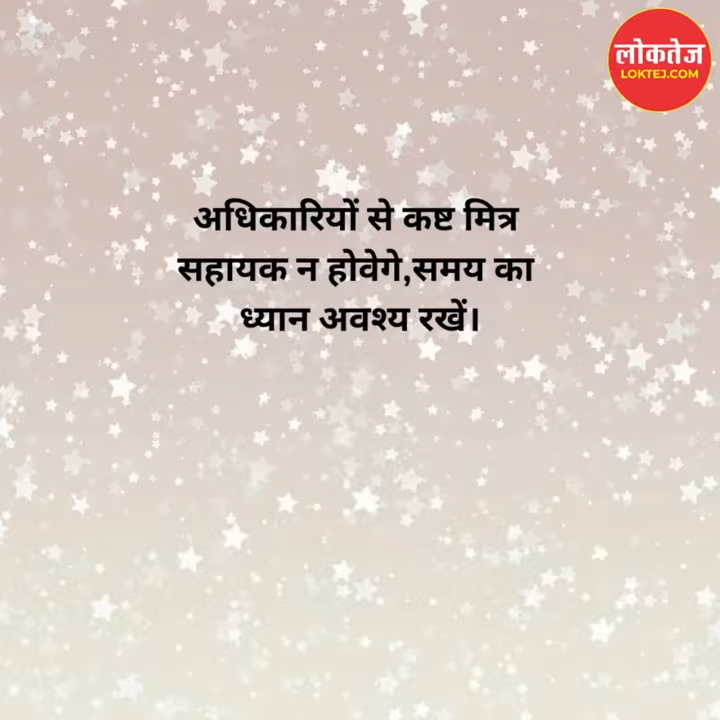 लोकतेज
LOKTEJ.COM
अधिकारियों से कष्ट मित्र
सहायक न होवेगे,समय का
ध्यान अवश्य रखें।